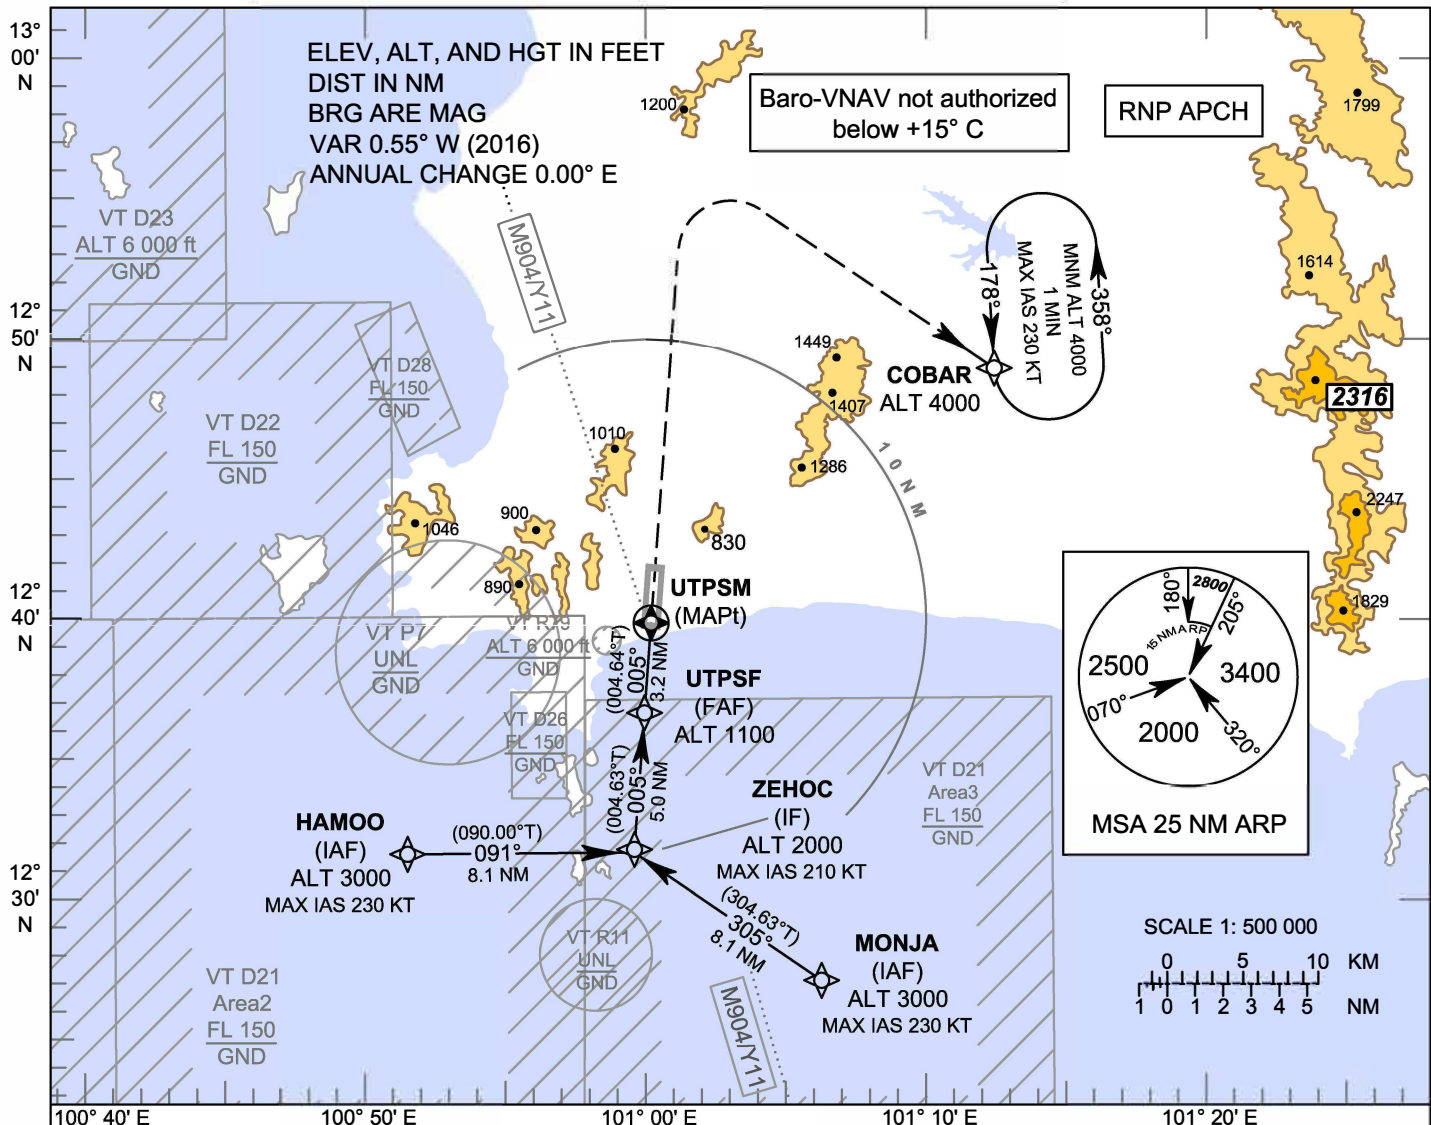 13°
00'
N
12°
50'
N
12°
40'
N
12°
30'
N
100° 40' E
100° 50' E
101° 00' E
101° 10' E
101° 20' E
ELEV, ALT, AND HGT IN FEET
DIST IN NM
BRG ARE MAG
VAR 0.55° W (2016)
ANNUAL CHANGE 0.00° E
Baro-VNAV not authorized
below +15° C
RNP APCH
1200
1799
1614
2316
2247
1829
1449
1407
1286
1010
900
890
1046
830
VT D23
ALT 6 000 ft
GND
VT D28
FL 150
GND
VT D22
FL 150
GND
VT P7
UNL
GND
VT R19
ALT 6 000 ft
GND
VT D26
FL 150
GND
VT D21
Area3
FL 150
GND
VT R11
UNL
GND
VT D21
Area2
FL 150
GND
M904/Y11
M904/Y11
10NM
178°
MAX IAS 230 KT
1 MIN
MNM ALT 4000
358°
COBAR
ALT 4000
UTPSM
(MAPt)
(004.64°T)
005°
3.2 NM
UTPSF
(FAF)
ALT 1100
(004.63°T)
005°
5.0 NM
ZEHOC
(IF)
ALT 2000
MAX IAS 210 KT
HAMOO
(IAF)
ALT 3000
MAX IAS 230 KT
(090.00°T)
091°
8.1 NM
(304.63°T)
305°
8.1 NM
MONJA
(IAF)
ALT 3000
MAX IAS 230 KT
180°
2800
205°
15 NM ARP
2500
3400
070°
2000
320°
MSA 25 NM ARP
SCALE 1: 500 000
0 5 10 KM
1 0 1 2 3 4 5 NM